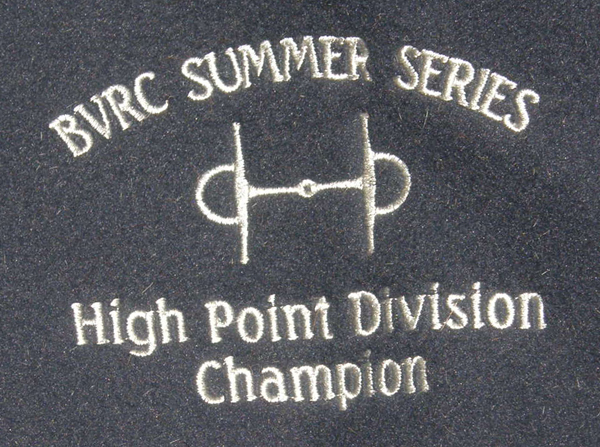 BVRC SUMMER SERIES
High Point Division
Champion